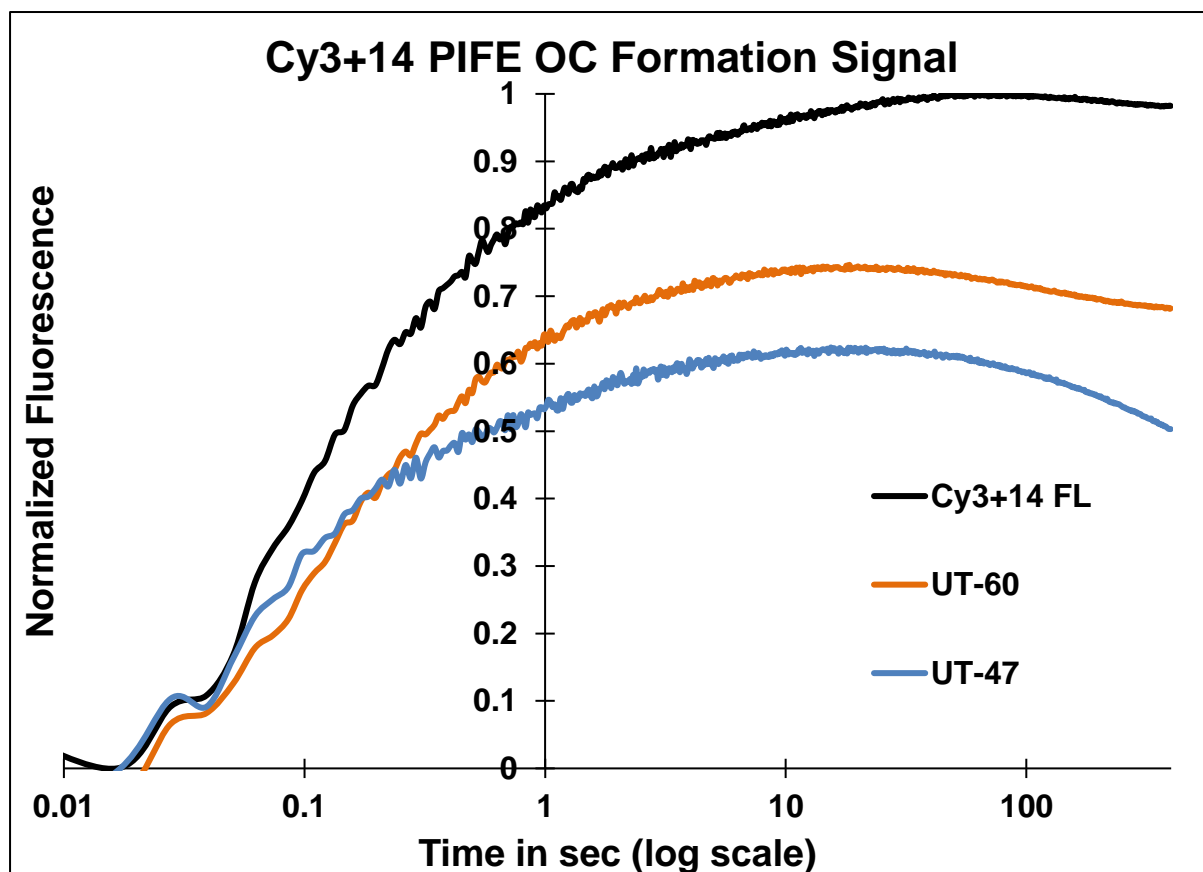 Cy3+14 PIFE OC Formation Signal
Normalized Fluorescence
1
0.9
0.8
0.7
0.6
0.5
0.4
0.3
0.2
0.1
0
Cy3+14 FL
UT-60
UT-47
0.01 0.1 1 10 100
Time in sec (log scale)